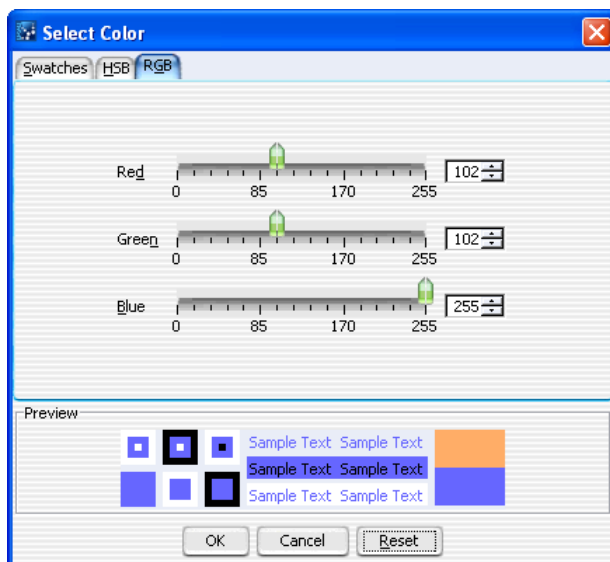 Select Color
Swatches HSB RGB
Red 102
0 85 170 255
Green 102
0 85 170 255
Blue 255
0 85 170 255
Preview
Sample Text Sample Text
Sample Text Sample Text
Sample Text Sample Text
OK Cancel Reset